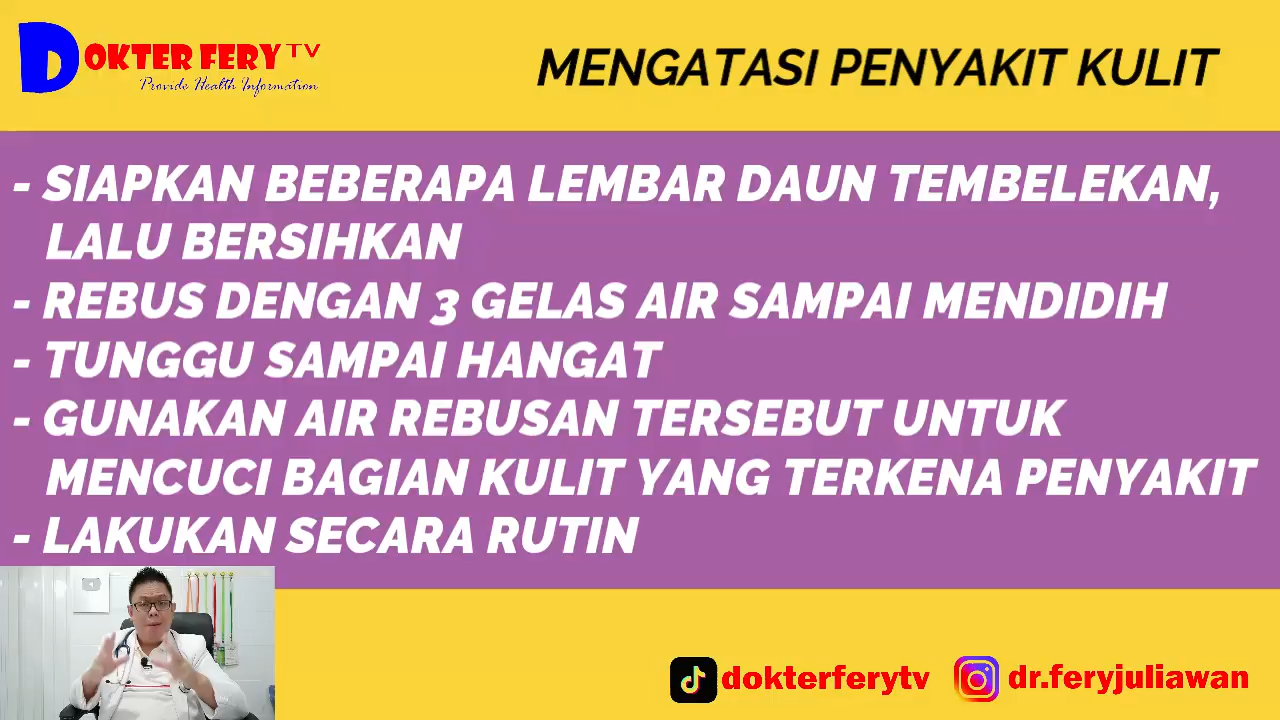 DOKTER FERY TV
Provide Health Information
MENGATASI PENYAKIT KULIT
- SIAPKAN BEBERAPA LEMBAR DAUN TEMBELEKAN,
LALU BERSIHKAN
- REBUS DENGAN 3 GELAS AIR SAMPAI MENDIDIH
- TUNGGU SAMPAI HANGAT
- GUNAKAN AIR REBUSAN TERSEBUT UNTUK
MENCUCI BAGIAN KULIT YANG TERKENA PENYAKIT
- LAKUKAN SECARA RUTIN
dokterferytv
dr.feryjuliawan